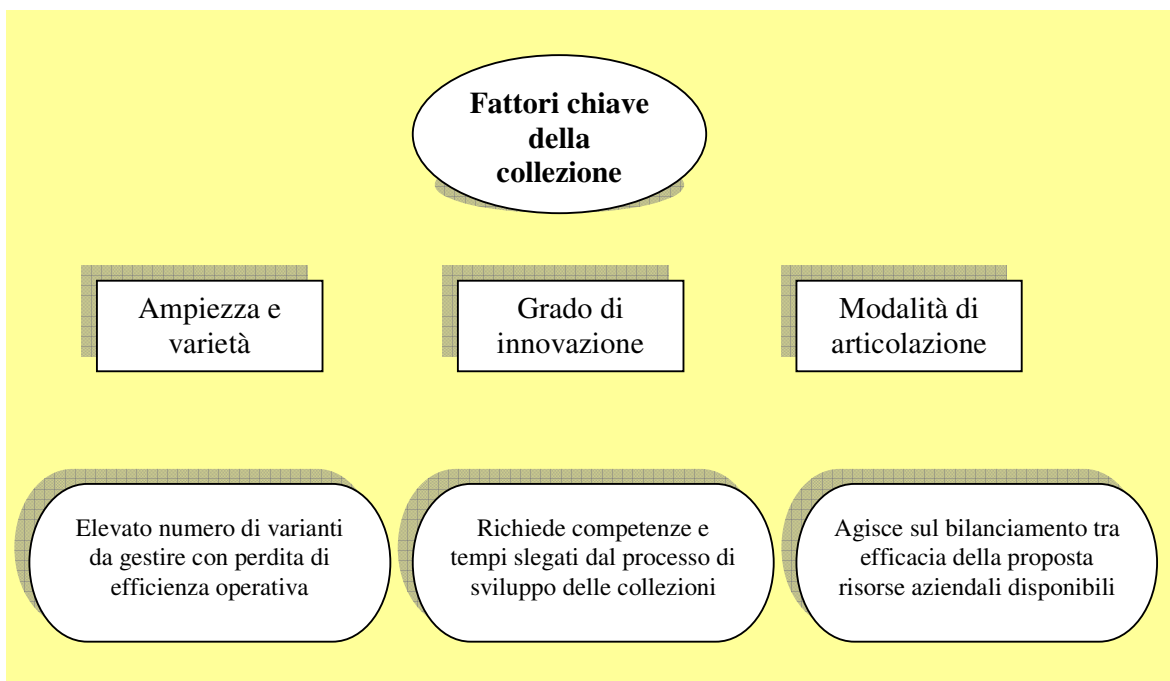 Fattori chiave
della
collezione
Ampiezza e
varietà
Grado di
innovazione
Modalità di
articolazione
Elevato numero di varianti
da gestire con perdita di
efficienza operativa
Richiede competenze e
tempi slegati dal processo di
sviluppo delle collezioni
Agisce sul bilanciamento tra
efficacia della proposta
risorse aziendali disponibili